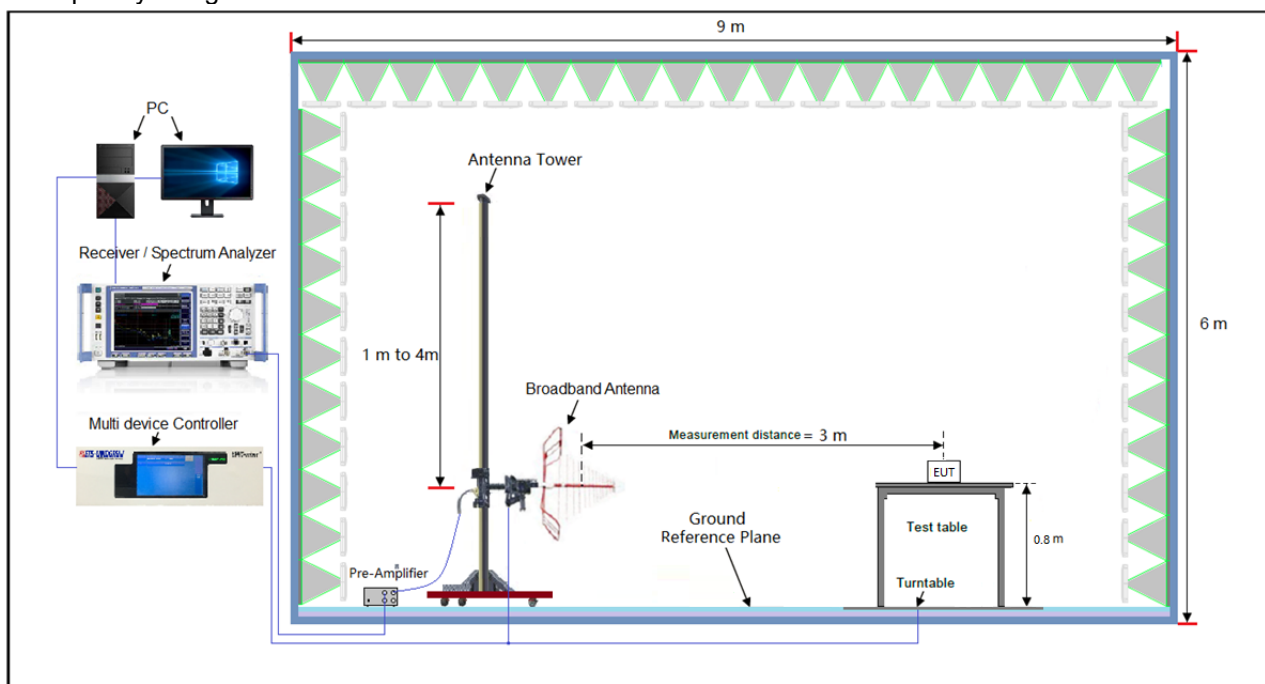 9 m
PC
Antenna Tower
Receiver / Spectrum Analyzer
1 m to 4m
6 m
Broadband Antenna
Multi device Controller
Measurement distance = 3 m
EUT
Ground
Reference Plane
Test table
0.8 m
Pre-Amplifier
Turntable